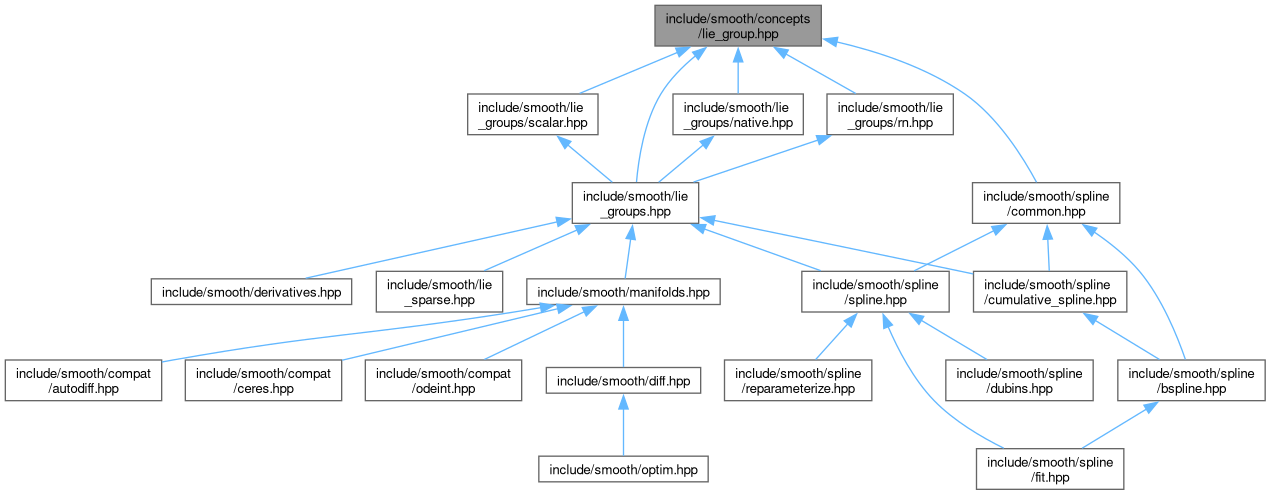 include/smooth/concepts
/lie_group.hpp
include/smooth/lie
_groups/scalar.hpp
include/smooth/lie
_groups/native.hpp
include/smooth/lie
_groups/rn.hpp
include/smooth/lie
_groups.hpp
include/smooth/spline
/common.hpp
include/smooth/derivatives.hpp
include/smooth/lie
_sparse.hpp
include/smooth/manifolds.hpp
include/smooth/spline
/spline.hpp
include/smooth/spline
/cumulative_spline.hpp
include/smooth/compat
/autodiff.hpp
include/smooth/compat
/ceres.hpp
include/smooth/compat
/odeint.hpp
include/smooth/diff.hpp
include/smooth/spline
/reparameterize.hpp
include/smooth/spline
/dubins.hpp
include/smooth/spline
/bspline.hpp
include/smooth/optim.hpp
include/smooth/spline
/fit.hpp